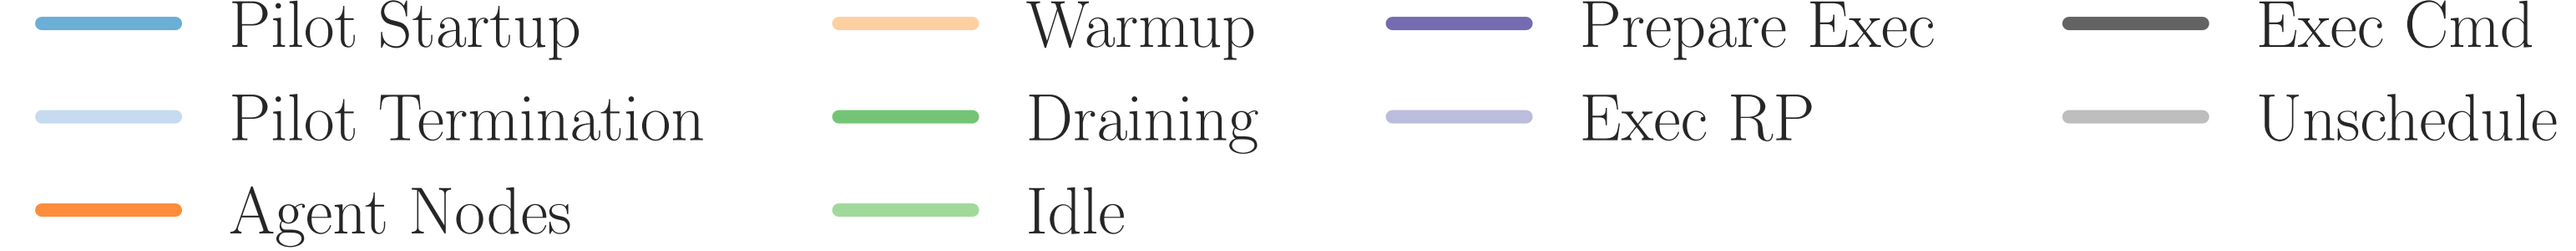 Pilot Startup Warmup Prepare Exec Exec Cmd
Pilot Termination Draining Exec RP Unschedule
Agent Nodes Idle